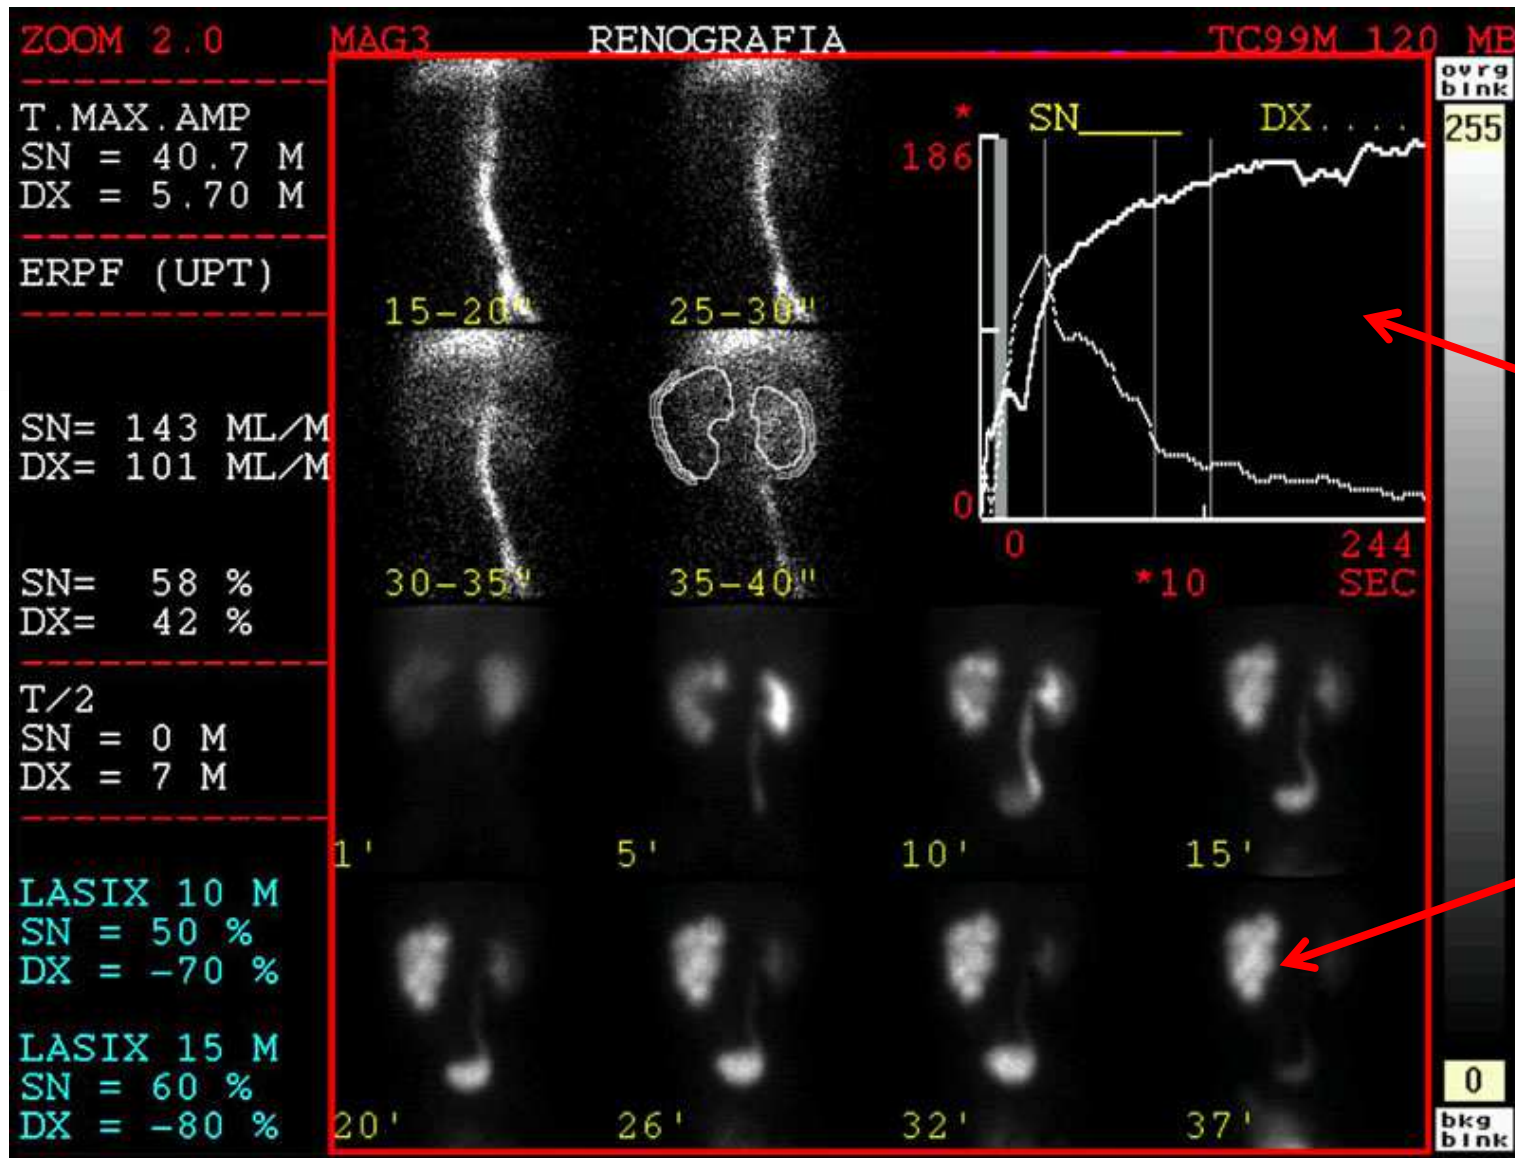 ZOOM 2.0
MAG3
RENOGRAFIA
TC99M 120 MB
T.MAX.AMP
SN = 40.7 M
DX = 5.70 M
ERPF (UPT)
SN= 143 ML/M
DX= 101 ML/M
SN= 58 %
DX= 42 %
T/2
SN = 0 M
DX = 7 M
LASIX 10 M
SN = 50 %
DX = -70 %
LASIX 15 M
SN = 60 %
DX = -80 %
15-20"
25-30"
30-35"
35-40"
* SN_____ DX....
186
0
0 244
*10 SEC
1'
5'
10'
15'
20'
26'
32'
37'
ovrg
blnk
255
0
bkg
blnk